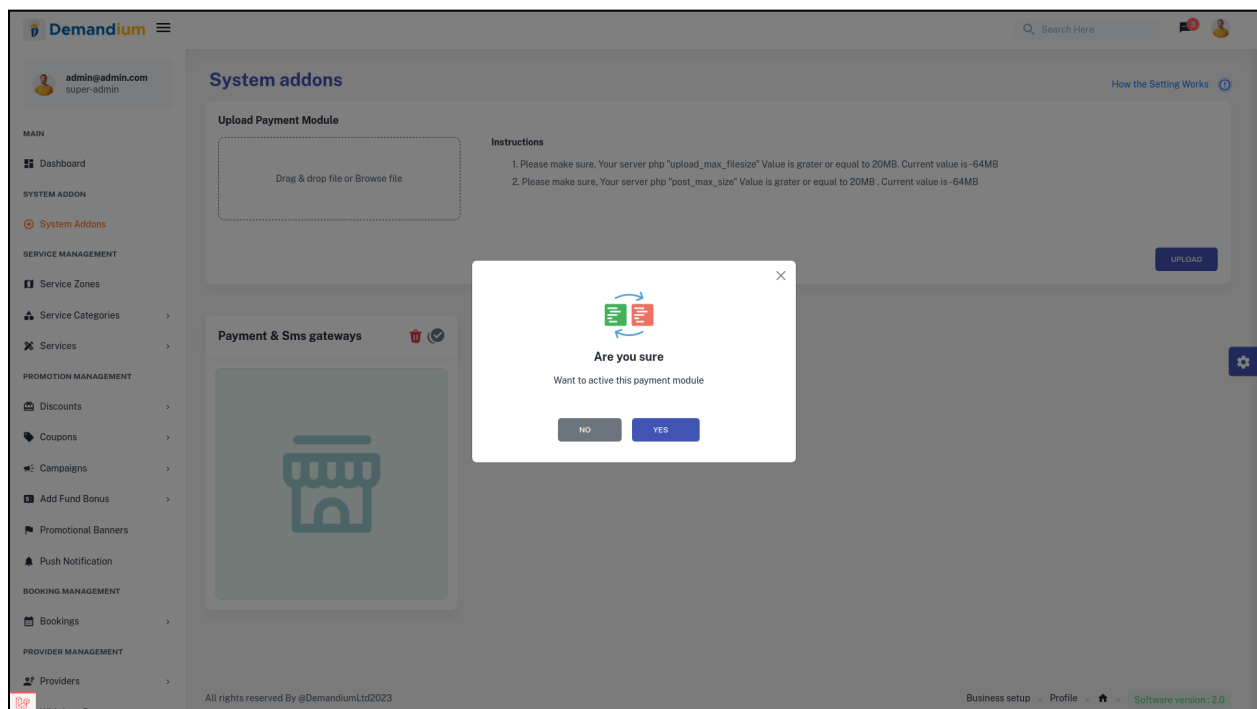 Demandium
Search Here
3
admin@admin.com
super-admin
System addons
How the Setting Works
MAIN
Dashboard
SYSTEM ADDON
System Addons
SERVICE MANAGEMENT
Service Zones
Service Categories
Services
PROMOTION MANAGEMENT
Discounts
Coupons
Campaigns
Add Fund Bonus
Promotional Banners
Push Notification
BOOKING MANAGEMENT
Bookings
PROVIDER MANAGEMENT
Providers
Upload Payment Module
Drag & drop file or Browse file
Instructions
1. Please make sure, Your server php "upload_max_filesize" Value is grater or equal to 20MB. Current value is-64MB
2. Please make sure, Your server php "post_max_size" Value is grater or equal to 20MB . Current value is-64MB
UPLOAD
Payment & Sms gateways
Are you sure
Want to active this payment module
NO
YES
All rights reserved By @DemandiumLtd2023
Business setup
Profile
Software version : 2.0